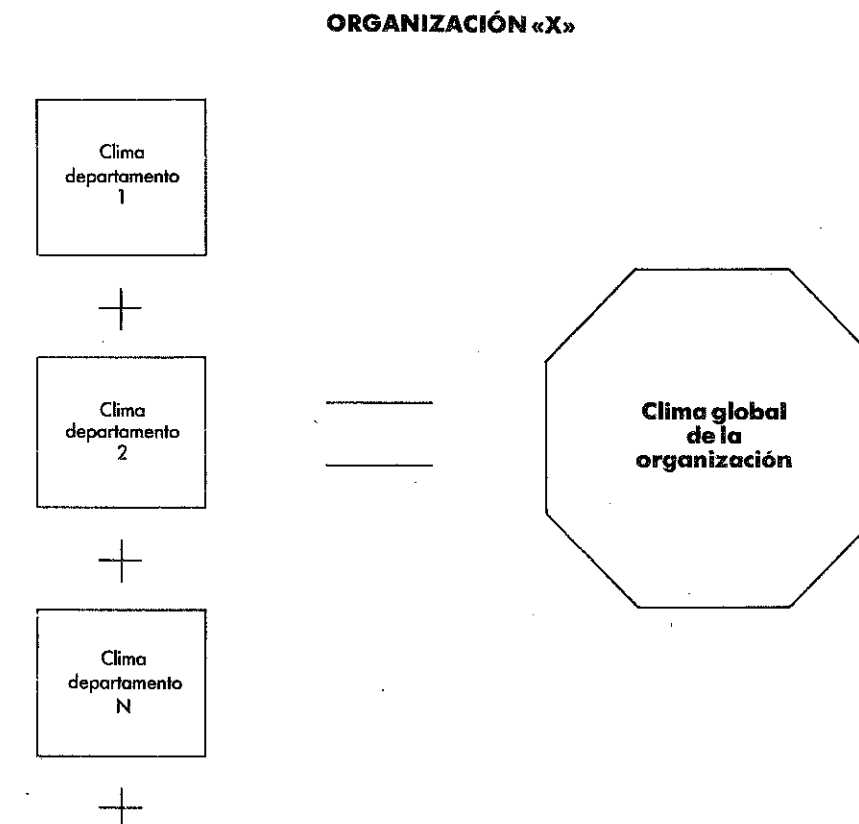 ORGANIZACIÓN «X»
Clima
departamento
1
+
Clima
departamento
2
+
Clima
departamento
N
+
=
Clima global
de la
organización